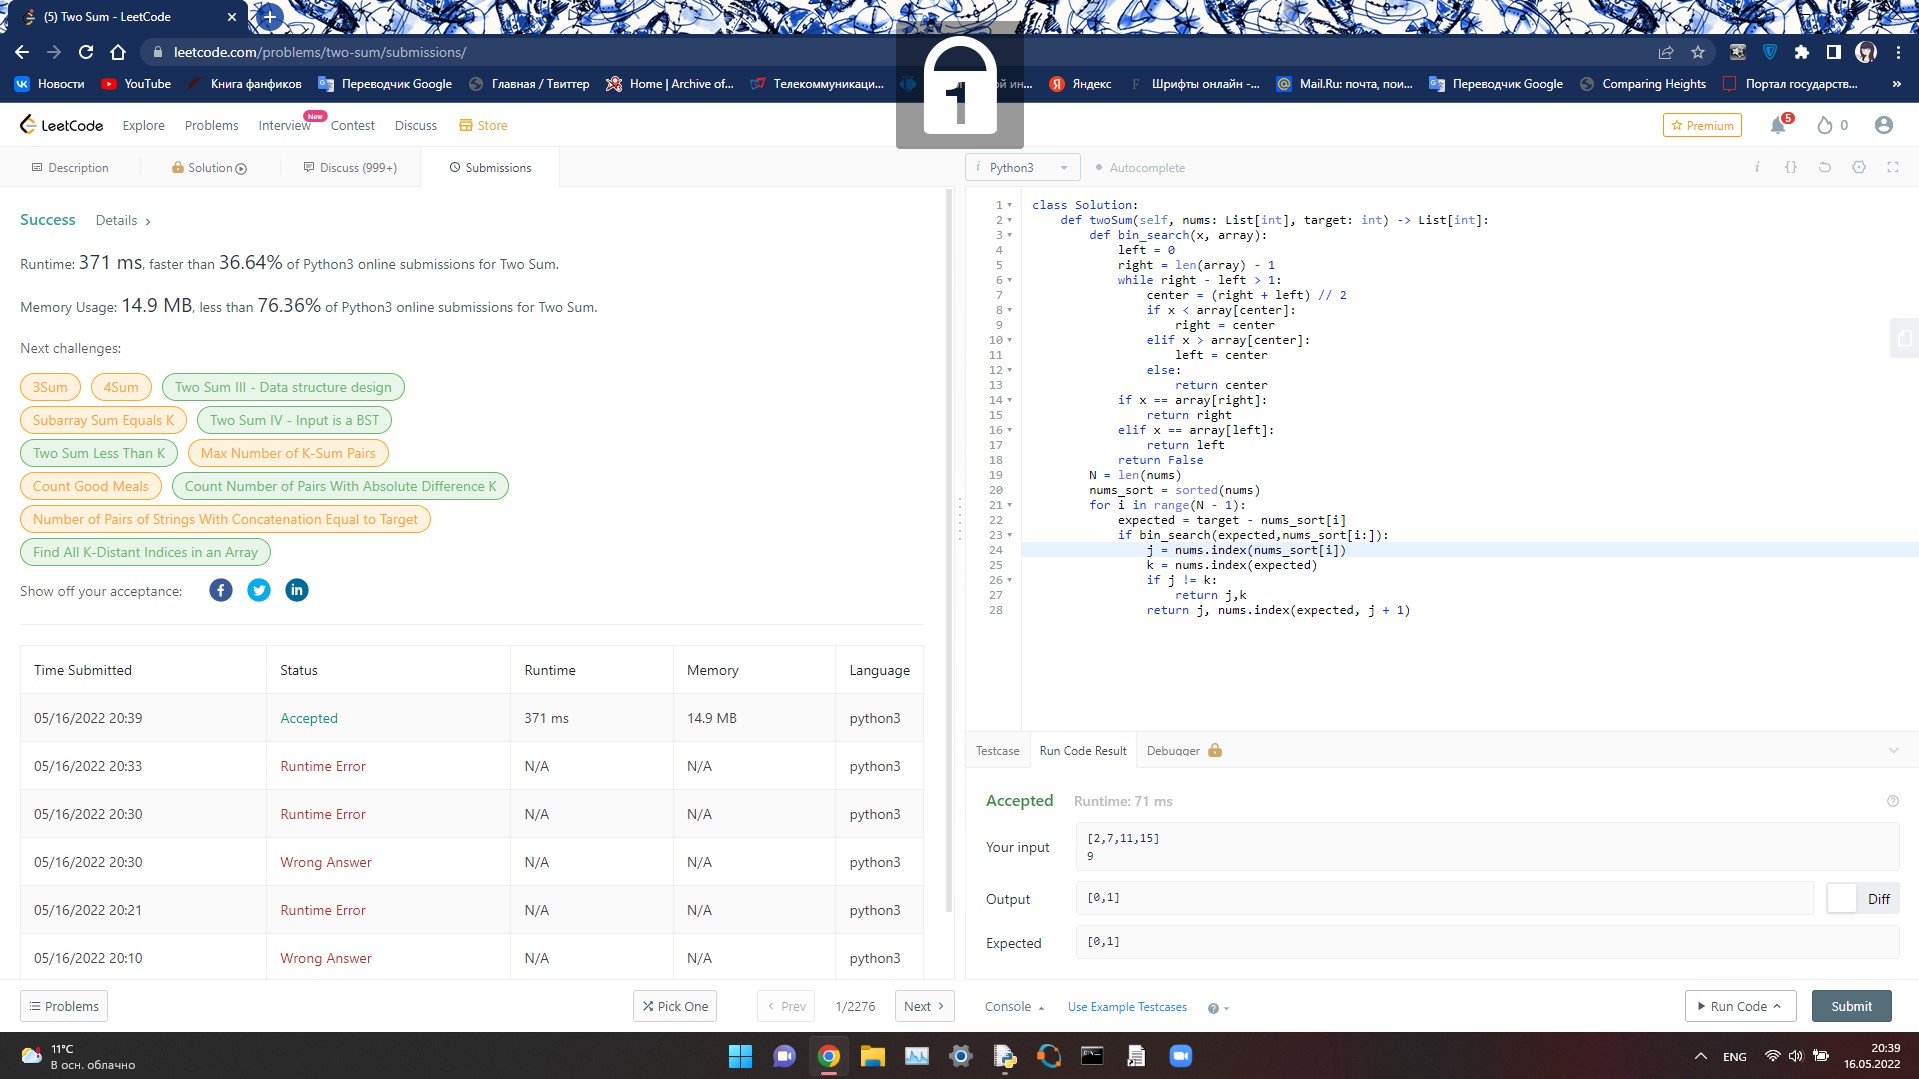 (5) Two Sum - LeetCode
leetcode.com/problems/two-sum/submissions/
Новости YouTube Книга фанфиков Переводчик Google Главная / Твиттер Home | Archive of... Телекоммуникаци... ой ин... Яндекс Шрифты онлайн -... Mail.Ru: почта, пои... Переводчик Google Comparing Heights Портал государств... »
1
LeetCode Explore Problems Interview New Contest Discuss Store Premium 5 0
Description Solution Discuss (999+) Submissions
Python3 Autocomplete
Success Details >
Runtime: 371 ms, faster than 36.64% of Python3 online submissions for Two Sum.
Memory Usage: 14.9 MB, less than 76.36% of Python3 online submissions for Two Sum.
Next challenges:
3Sum 4Sum Two Sum III - Data structure design
Subarray Sum Equals K Two Sum IV - Input is a BST
Two Sum Less Than K Max Number of K-Sum Pairs
Count Good Meals Count Number of Pairs With Absolute Difference K
Number of Pairs of Strings With Concatenation Equal to Target
Find All K-Distant Indices in an Array
Show off your acceptance:
Time Submitted Status Runtime Memory Language
05/16/2022 20:39 Accepted 371 ms 14.9 MB python3
05/16/2022 20:33 Runtime Error N/A N/A python3
05/16/2022 20:30 Runtime Error N/A N/A python3
05/16/2022 20:30 Wrong Answer N/A N/A python3
05/16/2022 20:21 Runtime Error N/A N/A python3
05/16/2022 20:10 Wrong Answer N/A N/A python3
1 class Solution:
2 def twoSum(self, nums: List[int], target: int) -> List[int]:
3 def bin_search(x, array):
4 left = 0
5 right = len(array) - 1
6 while right - left > 1:
7 center = (right + left) // 2
8 if x < array[center]:
9 right = center
10 elif x > array[center]:
11 left = center
12 else:
13 return center
14 if x == array[right]:
15 return right
16 elif x == array[left]:
17 return left
18 return False
19 N = len(nums)
20 nums_sort = sorted(nums)
21 for i in range(N - 1):
22 expected = target - nums_sort[i]
23 if bin_search(expected,nums_sort[i:]):
24 j = nums.index(nums_sort[i])
25 k = nums.index(expected)
26 if j != k:
27 return j,k
28 return j, nums.index(expected, j + 1)
Testcase Run Code Result Debugger
Accepted Runtime: 71 ms
Your input
[2,7,11,15]
9
Output [0,1] Diff
Expected [0,1]
Problems Pick One < Prev 1/2276 Next > Console Use Example Testcases Run Code Submit
11°C
В осн. облачно
ENG
20:39
16.05.2022